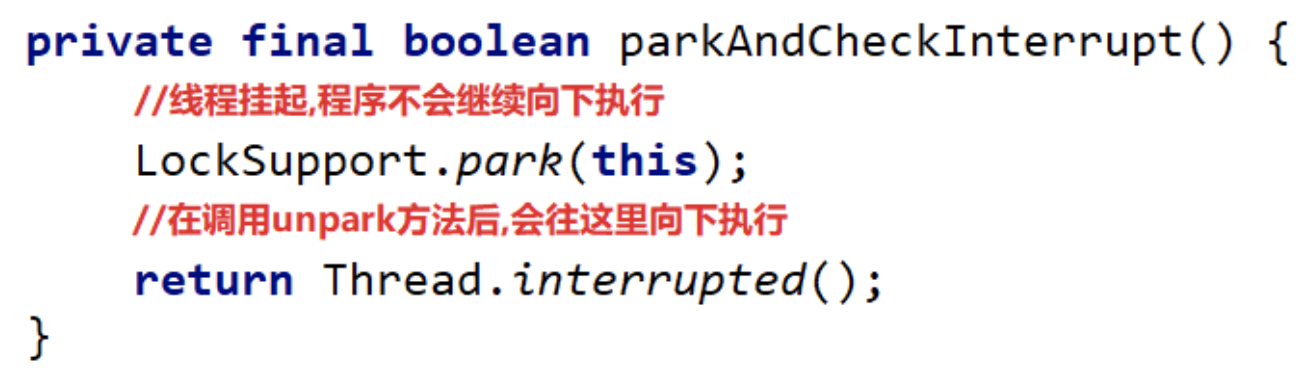 private final boolean parkAndCheckInterrupt() {
//线程挂起,程序不会继续向下执行
LockSupport.park(this);
//在调用unpark方法后,会往这里向下执行
return Thread.interrupted();
}